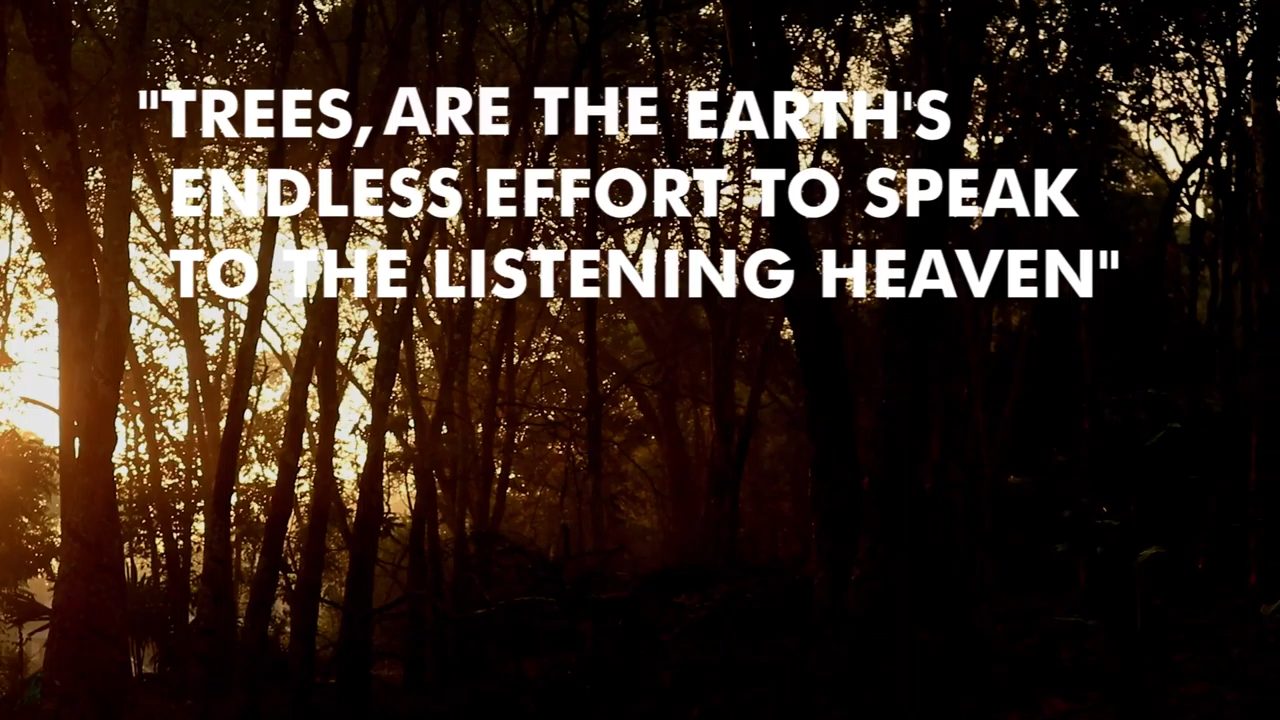 "TREES, ARE THE EARTH'S
ENDLESS EFFORT TO SPEAK
TO THE LISTENING HEAVEN"